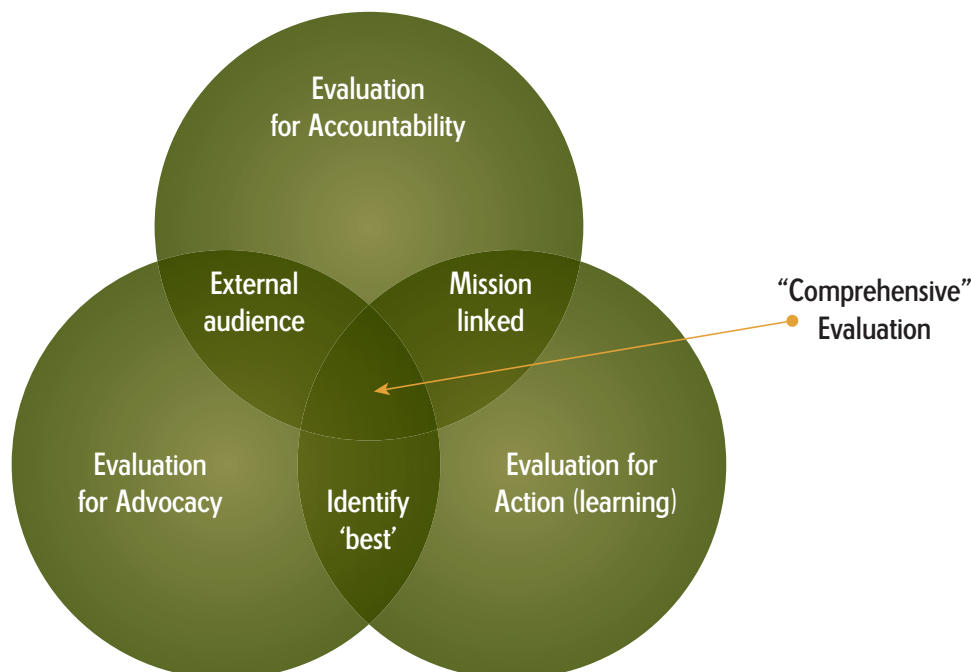 Evaluation
for Accountability
External
audience
Mission
linked
“Comprehensive”
Evaluation
Evaluation
for Advocacy
Identify
‘best’
Evaluation for
Action (learning)